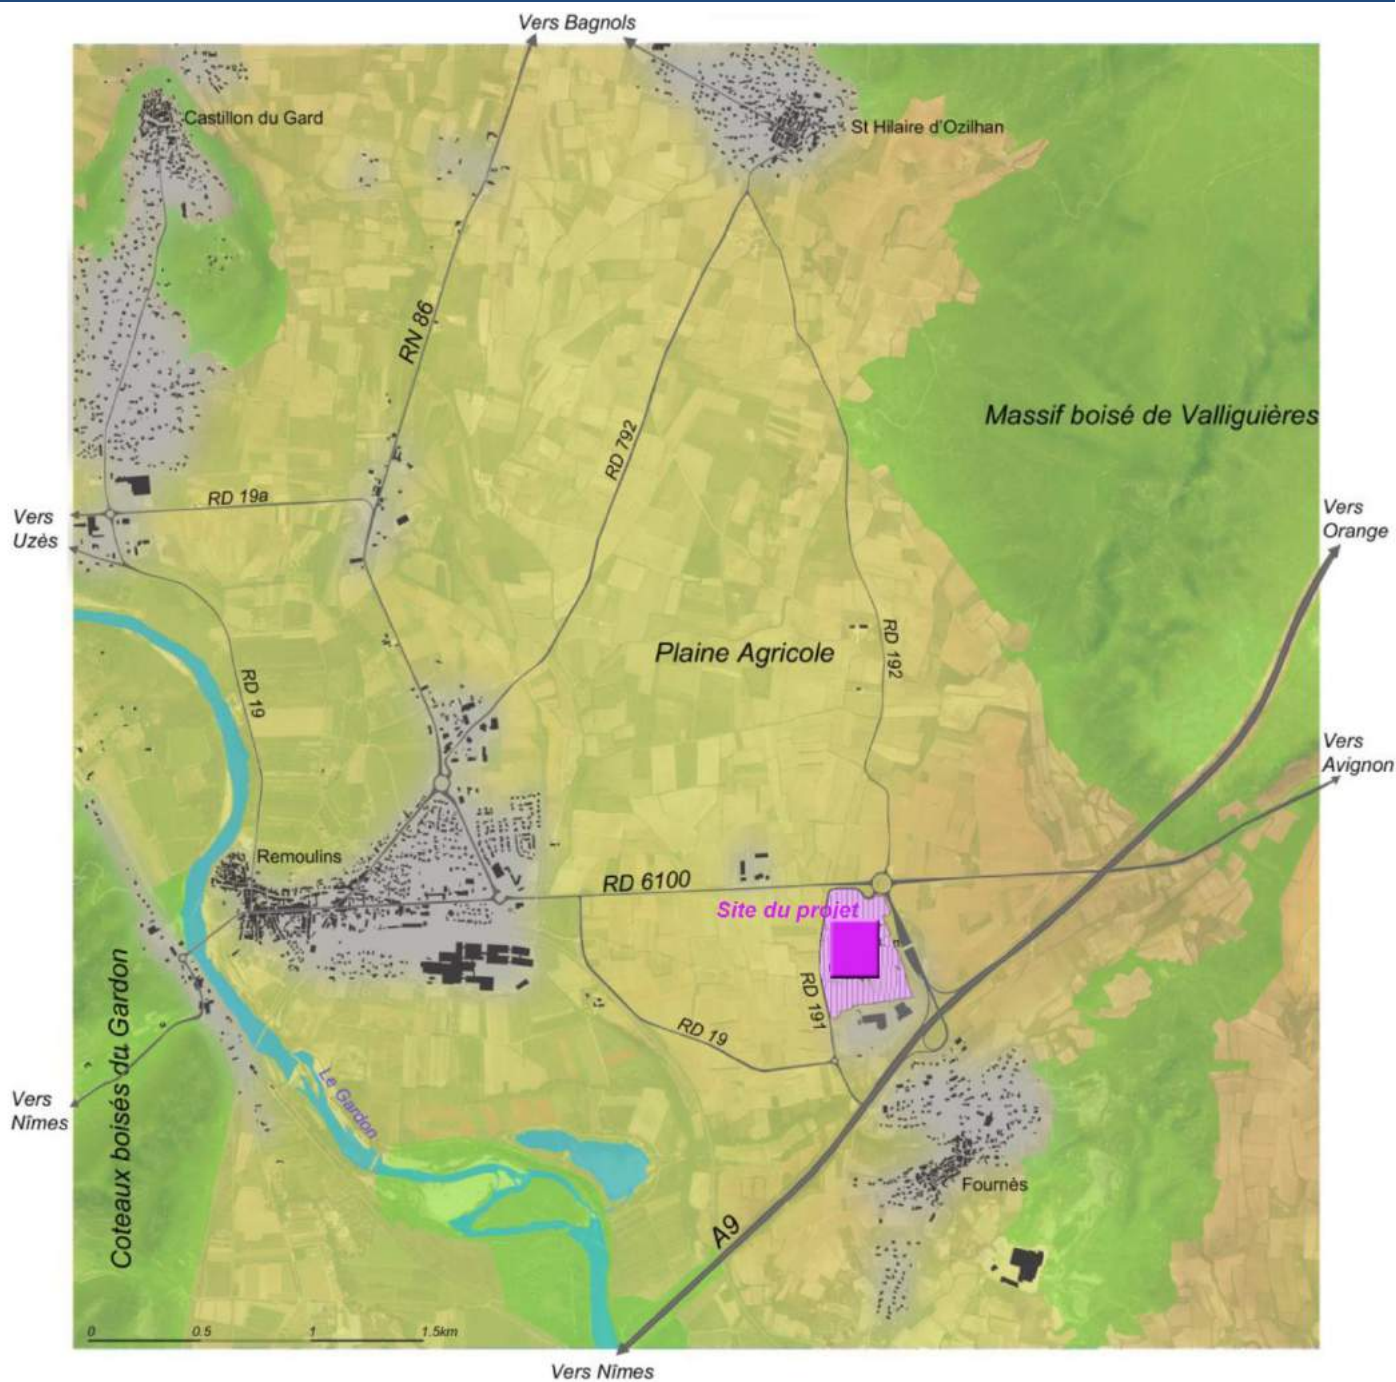 Vers Bagnols
Castillon du Gard
St Hilaire d'Ozilhan
RN 86
Massif boisé de Valliguières
RD 792
RD 19a
Vers
Uzès
Vers
Orange
RD 192
Plaine Agricole
RD 19
Vers
Avignon
Remoulins
RD 6100
Site du projet
RD 191
RD 19
Coteaux boisés du Gardon
Le Gardon
Vers
Nîmes
Fournès
A9
0 0.5 1 1.5km
Vers Nîmes